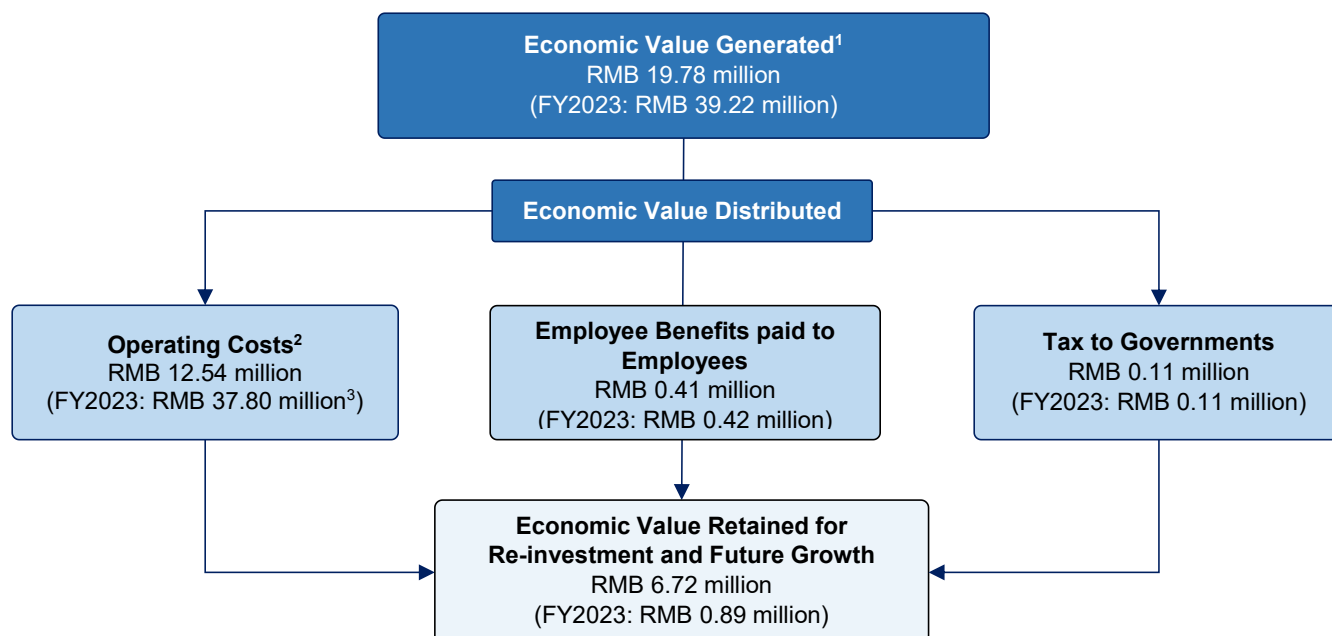 Economic Value Generated¹
RMB 19.78 million
(FY2023: RMB 39.22 million)
Economic Value Distributed
Operating Costs²
RMB 12.54 million
(FY2023: RMB 37.80 million³)
Employee Benefits paid to
Employees
RMB 0.41 million
(FY2023: RMB 0.42 million)
Tax to Governments
RMB 0.11 million
(FY2023: RMB 0.11 million)
Economic Value Retained for
Re-investment and Future Growth
RMB 6.72 million
(FY2023: RMB 0.89 million)